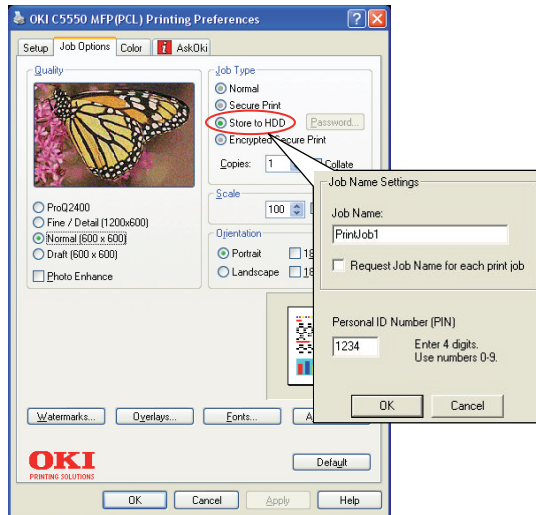 OKI C5550 MFP(PCL) Printing Preferences
Setup Job Options Color AskOki
Quality
ProQ2400
Fine / Detail (1200x600)
Normal (600 x 600)
Draft (600 x 600)
Photo Enhance
Job Type
Normal
Secure Print
Store to HDD Password...
Encrypted Secure Print
Copies: 1 Collate
Scale
100
Orientation
Portrait
Landscape
Job Name Settings
Job Name:
PrintJob1
Request Job Name for each print job
Personal ID Number (PIN)
1234 Enter 4 digits.
Use numbers 0-9.
OK Cancel
Watermarks... Overlays... Fonts...
OKI
PRINTING SOLUTIONS
Default
OK Cancel Apply Help